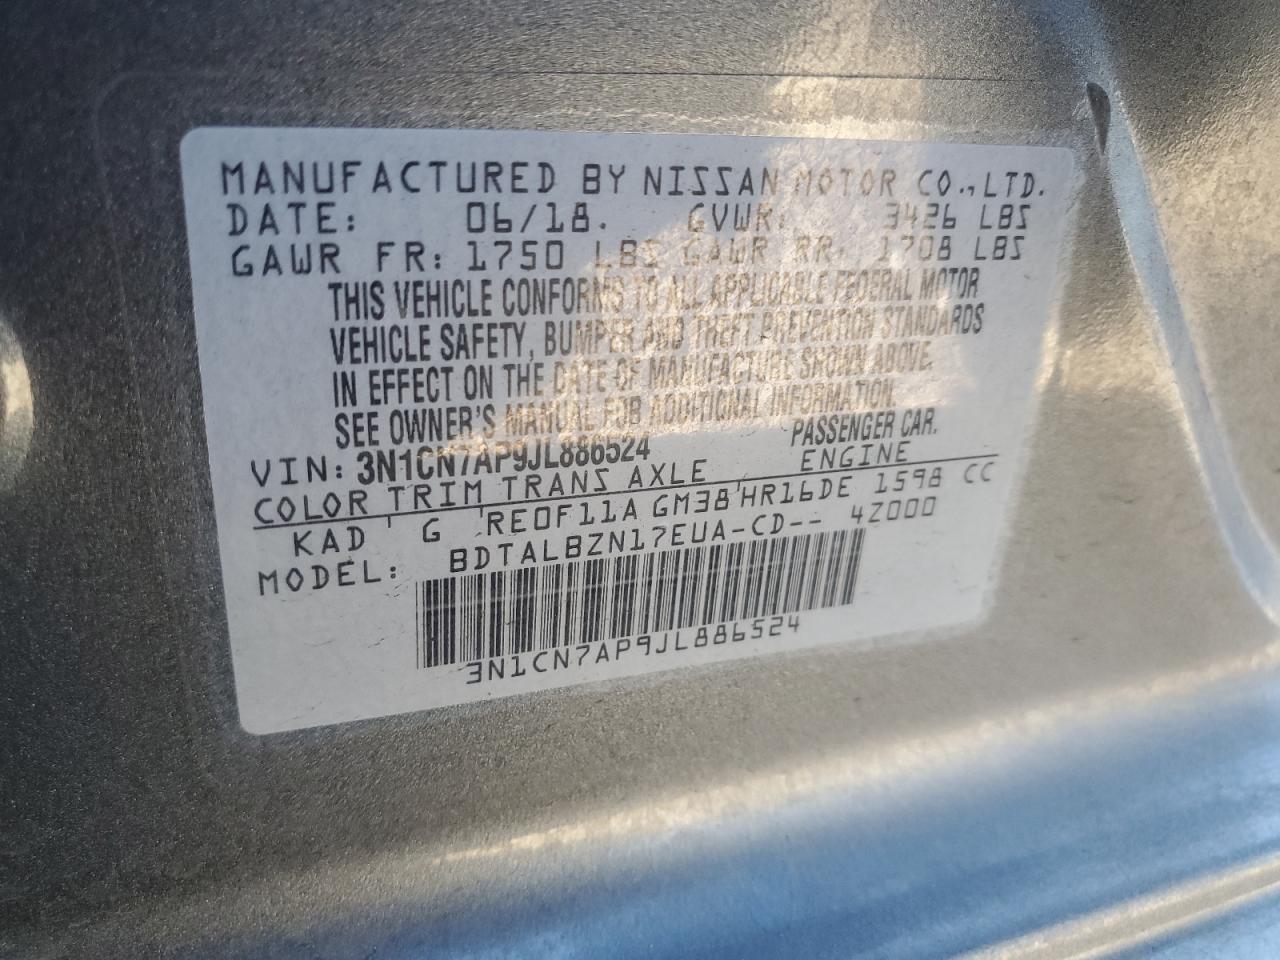 MANUFACTURED BY NISSAN MOTOR CO., LTD.
DATE: 06/18. GVWR: 3426 LBS
GAWR FR: 1750 LBS GAWR RR: 1708 LBS
THIS VEHICLE CONFORMS TO ALL APPLICABLE FEDERAL MOTOR
VEHICLE SAFETY, BUMPER AND THEFT PREVENTION STANDARDS
IN EFFECT ON THE DATE OF MANUFACTURE SHOWN ABOVE.
SEE OWNER'S MANUAL FOR ADDITIONAL INFORMATION.
VIN: 3N1CN7AP9JL886524 PASSENGER CAR.
COLOR TRIM TRANS AXLE ENGINE
KAD G RE0F11A GM38 HR16DE 1598 CC
MODEL: BDTALBZN17EUA-CD-- 4Z000
3N1CN7AP9JL886524